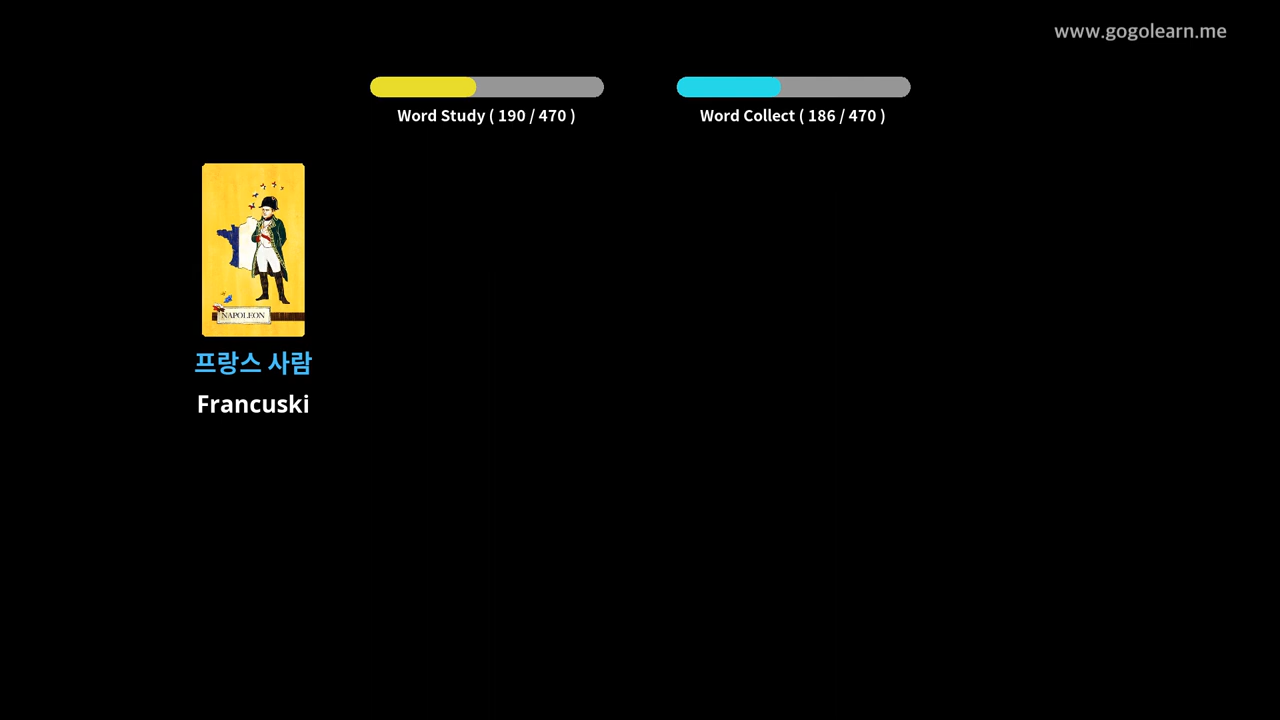 www.gogolearn.me
Word Study ( 190 / 470 )
Word Collect ( 186 / 470 )
NAPOLEON
프랑스 사람
Francuski